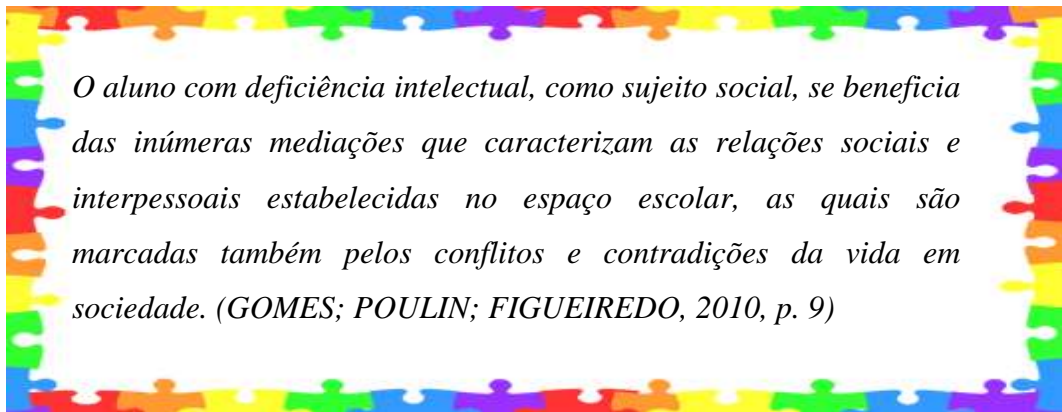 O aluno com deficiência intelectual, como sujeito social, se beneficia
das inúmeras mediações que caracterizam as relações sociais e
interpessoais estabelecidas no espaço escolar, as quais são
marcadas também pelos conflitos e contradições da vida em
sociedade. (GOMES; POULIN; FIGUEIREDO, 2010, p. 9)